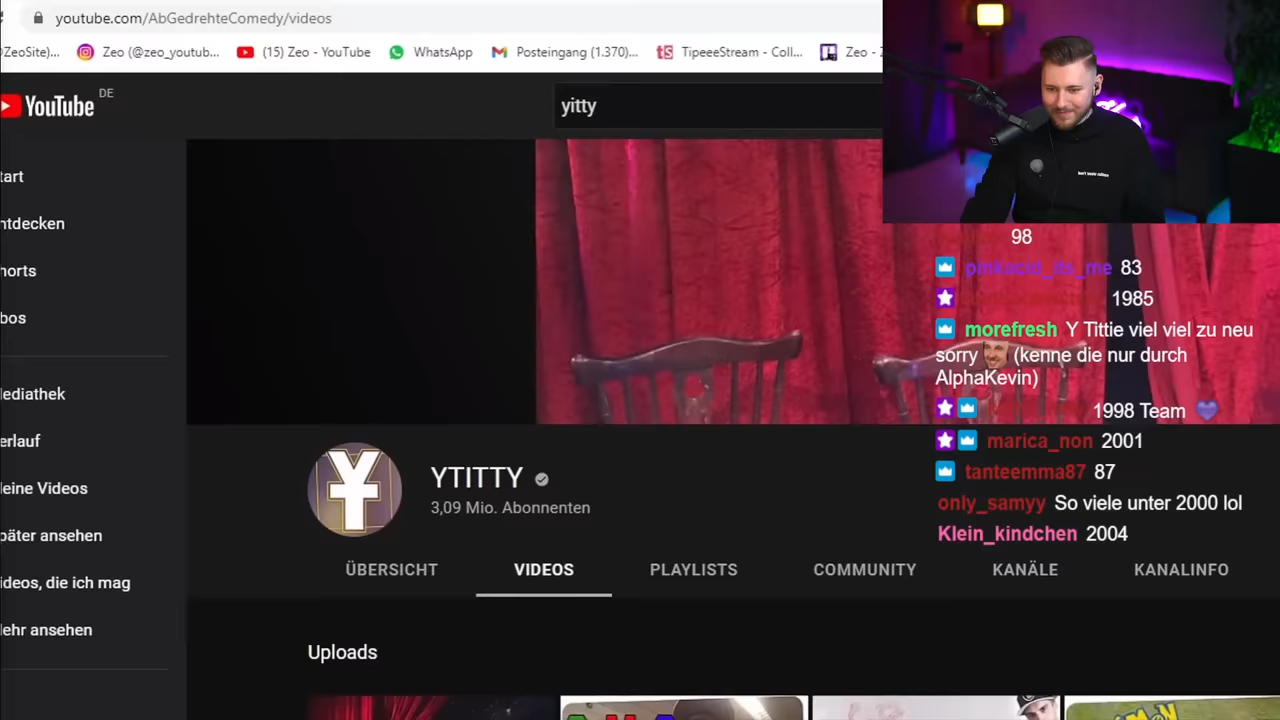 youtube.com/AbGedrehteComedy/videos
ZeoSite)...
Zeo (@zeo_youtub...
(15) Zeo - YouTube
WhatsApp
Posteingang (1.370)...
TipeeeStream - Coll...
Zeo -
YouTube DE
yitty
tart
ntdecken
horts
bos
ediathek
erlauf
eine Videos
päter ansehen
ideos, die ich mag
ehr ansehen
YTITTY
3,09 Mio. Abonnenten
ÜBERSICHT
VIDEOS
PLAYLISTS
COMMUNITY
KANÄLE
KANALINFO
Uploads
98
pinkacid_its_me 83
1985
morefresh Y Tittie viel viel zu neu
sorry (kenne die nur durch
AlphaKevin)
1998 Team
marica_non 2001
tanteemma87 87
only_samyy So viele unter 2000 lol
Klein_kindchen 2004